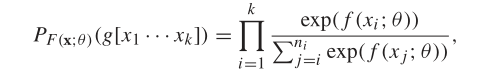 P_{F(\mathbf{x};\theta)}(g[x_1 \cdots x_k]) = \prod_{i=1}^{k} \frac{\exp(f(x_i; \theta))}{\sum_{j=i}^{n_i} \exp(f(x_j; \theta))},